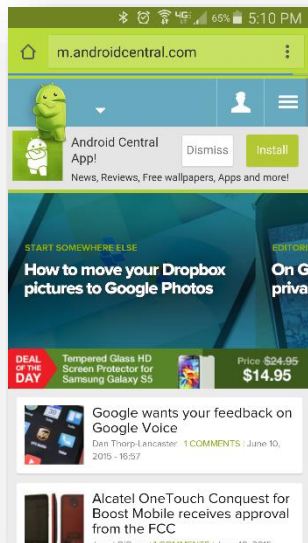 4G LTE 65% 5:10 PM
m.androidcentral.com
Android Central
App!
Dismiss
Install
News, Reviews, Free wallpapers, Apps and more!
START SOMEWHERE ELSE
How to move your Dropbox
pictures to Google Photos
EDITORI
On G
priva
DEAL
OF THE
DAY
Tempered Glass HD
Screen Protector for
Samsung Galaxy S5
Price $24.95
$14.95
Google wants your feedback on
Google Voice
Dan Thorp-Lancaster 1 COMMENTS | June 10,
2015 - 16:57
Alcatel OneTouch Conquest for
Boost Mobile receives approval
from the FCC